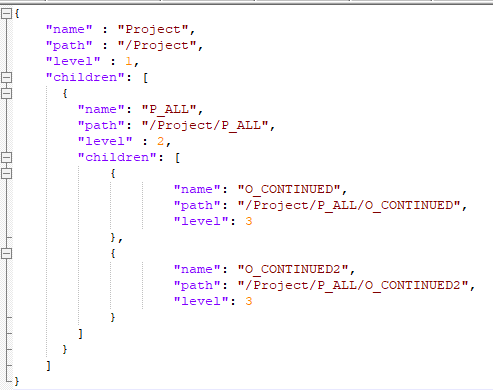 {
"name" : "Project",
"path" : "/Project",
"level" : 1,
"children": [
{
"name": "P_ALL",
"path": "/Project/P_ALL",
"level" : 2,
"children": [
{
"name": "O_CONTINUED",
"path": "/Project/P_ALL/O_CONTINUED",
"level": 3
},
{
"name": "O_CONTINUED2",
"path": "/Project/P_ALL/O_CONTINUED2",
"level": 3
}
]
}
]
}